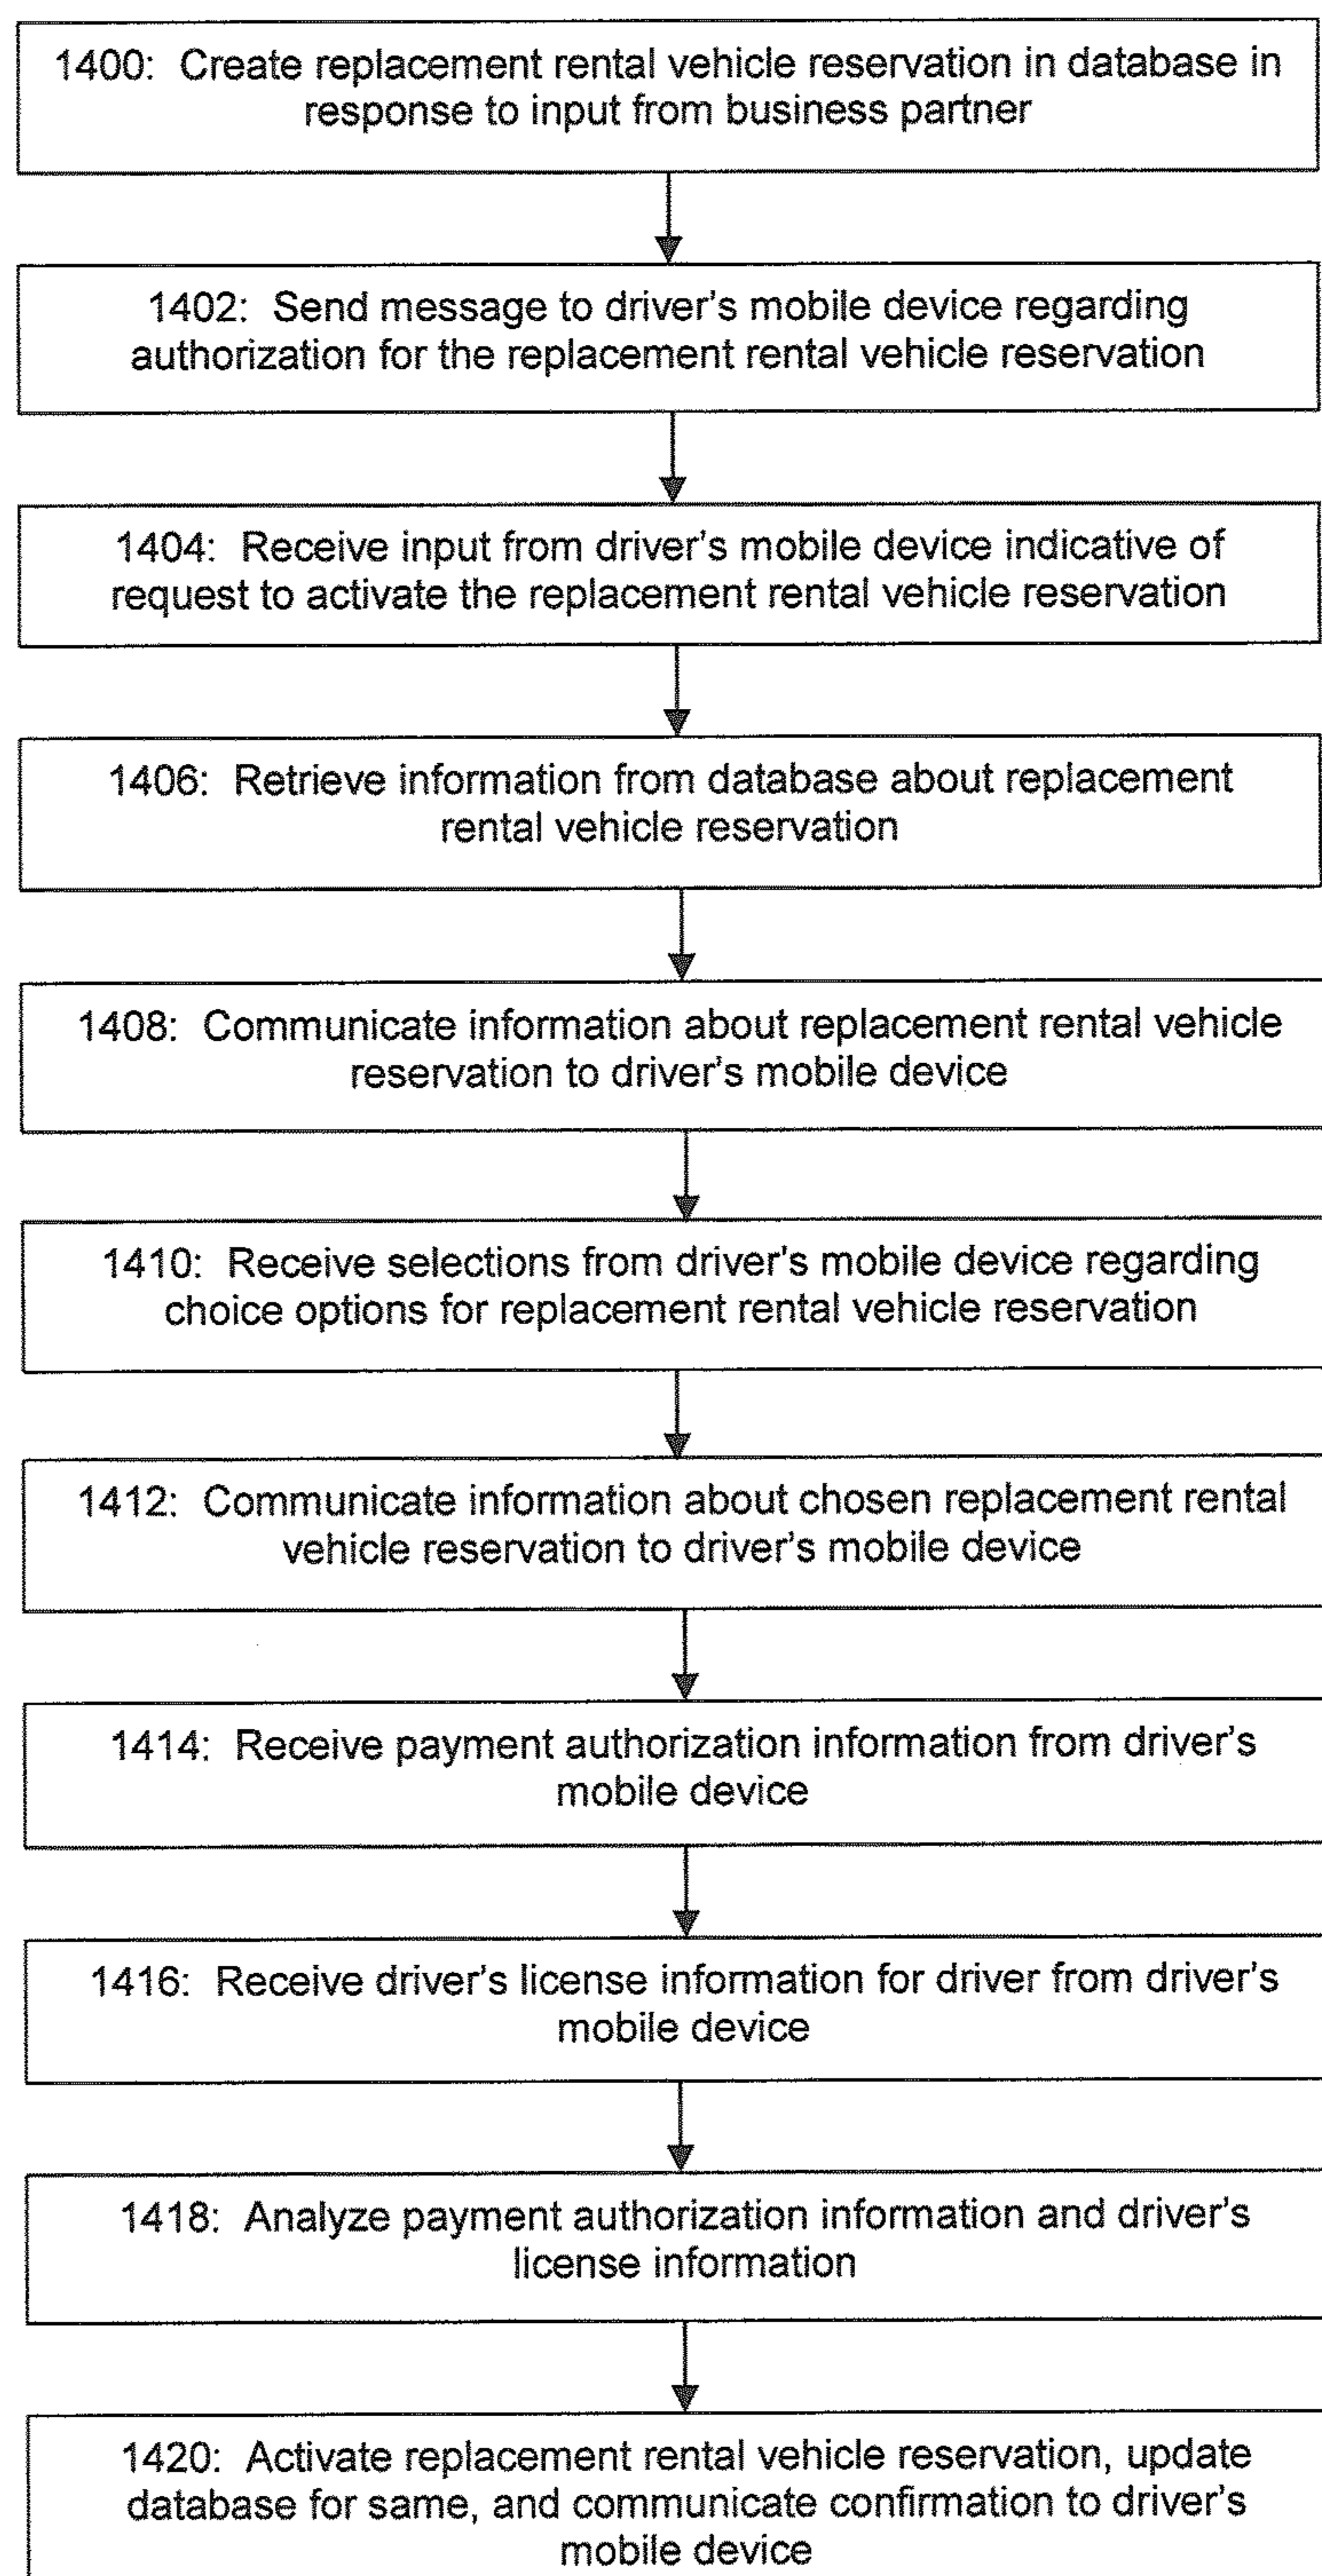 1400: Create replacement rental vehicle reservation in database in
response to input from business partner
1402: Send message to driver's mobile device regarding
authorization for the replacement rental vehicle reservation
1404: Receive input from driver's mobile device indicative of
request to activate the replacement rental vehicle reservation
1406: Retrieve information from database about replacement
rental vehicle reservation
1408: Communicate information about replacement rental vehicle
reservation to driver's mobile device
1410: Receive selections from driver's mobile device regarding
choice options for replacement rental vehicle reservation
1412: Communicate information about chosen replacement rental
vehicle reservation to driver's mobile device
1414: Receive payment authorization information from driver's
mobile device
1416: Receive driver's license information for driver from driver's
mobile device
1418: Analyze payment authorization information and driver's
license information
1420: Activate replacement rental vehicle reservation, update
database for same, and communicate confirmation to driver's
mobile device